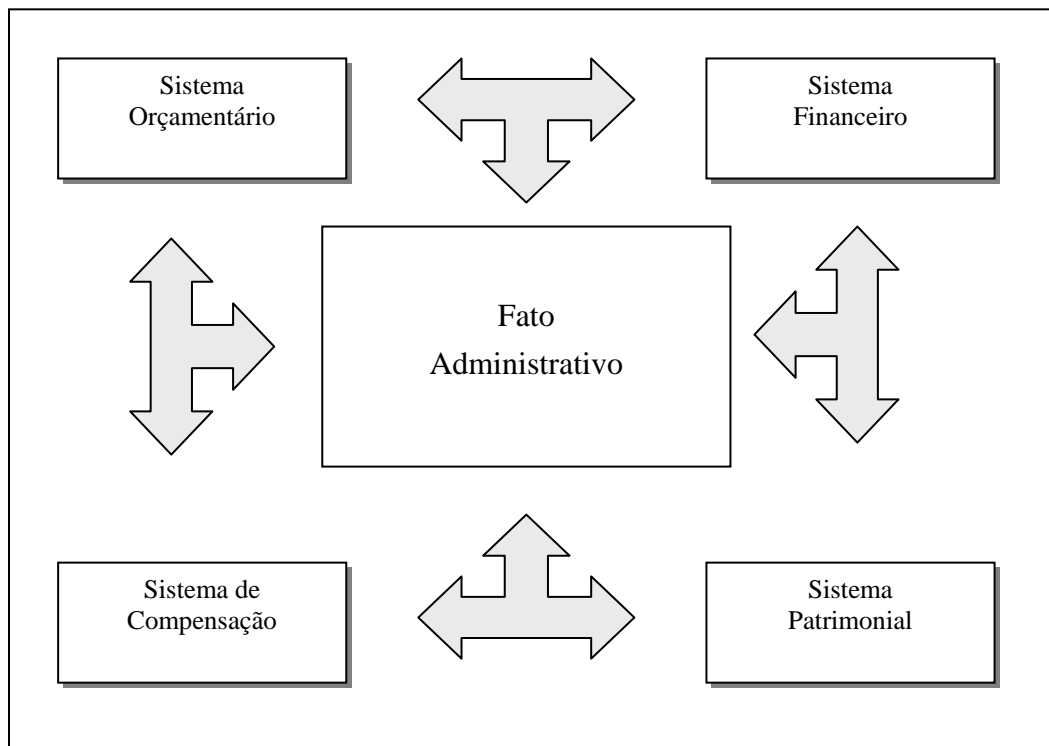 Sistema
Orçamentário
Sistema
Financeiro
Fato
Administrativo
Sistema de
Compensação
Sistema
Patrimonial